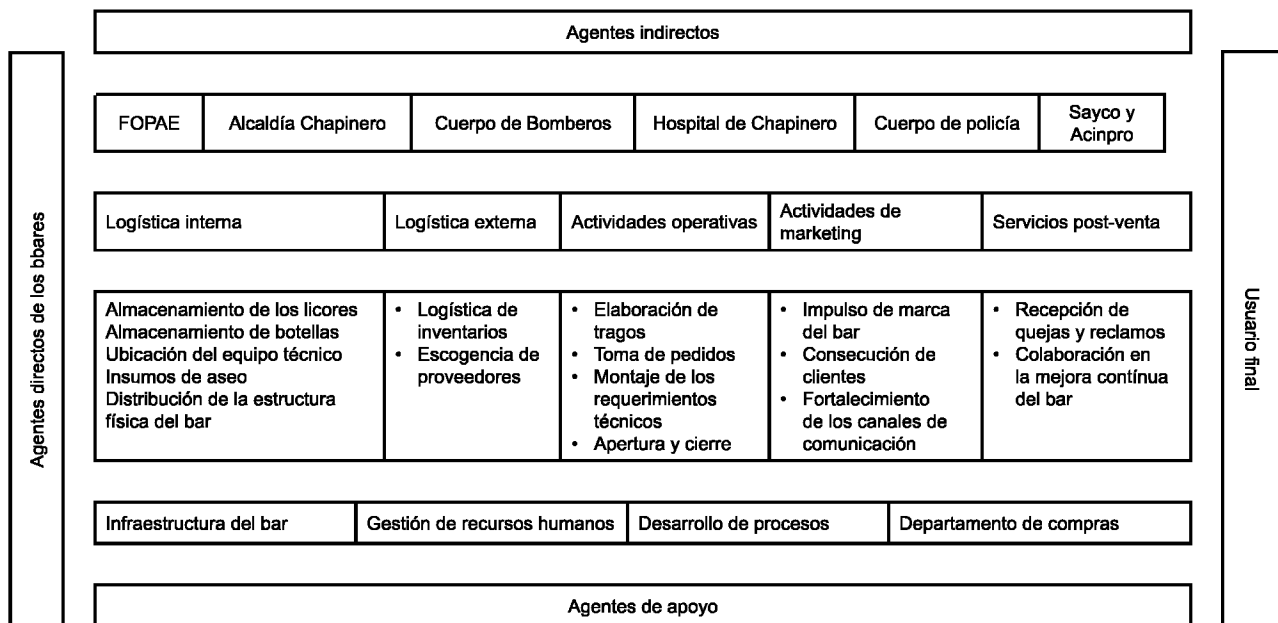 Agentes indirectos
Agentes directos de los bbares
FOPAE
Alcaldía Chapinero
Cuerpo de Bomberos
Hospital de Chapinero
Cuerpo de policía
Sayco y
Acinpro
Logística interna
Logística externa
Actividades operativas
Actividades de
marketing
Servicios post-venta
Almacenamiento de los licores
Almacenamiento de botellas
Ubicación del equipo técnico
Insumos de aseo
Distribución de la estructura
física del bar
• Logística de
inventarios
• Escogencia de
proveedores
• Elaboración de
tragos
• Toma de pedidos
• Montaje de los
requerimientos
técnicos
• Apertura y cierre
• Impulso de marca
del bar
• Consecución de
clientes
• Fortalecimiento
de los canales de
comunicación
• Recepción de
quejas y reclamos
• Colaboración en
la mejora contínua
del bar
Infraestructura del bar
Gestión de recursos humanos
Desarrollo de procesos
Departamento de compras
Agentes de apoyo
Usuario final